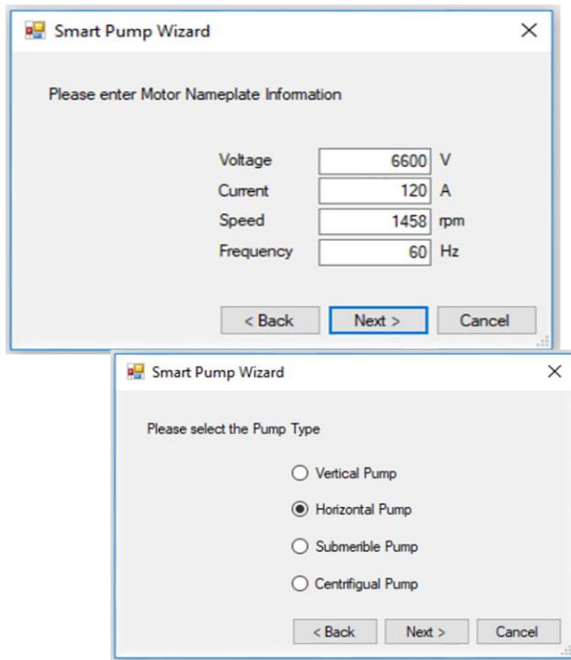 Smart Pump Wizard
Please enter Motor Nameplate Information
Voltage 6600 V
Current 120 A
Speed 1458 rpm
Frequency 60 Hz
< Back Next > Cancel
Smart Pump Wizard
Please select the Pump Type
Vertical Pump
Horizontal Pump
Submerible Pump
Centrifigual Pump
< Back Next > Cancel